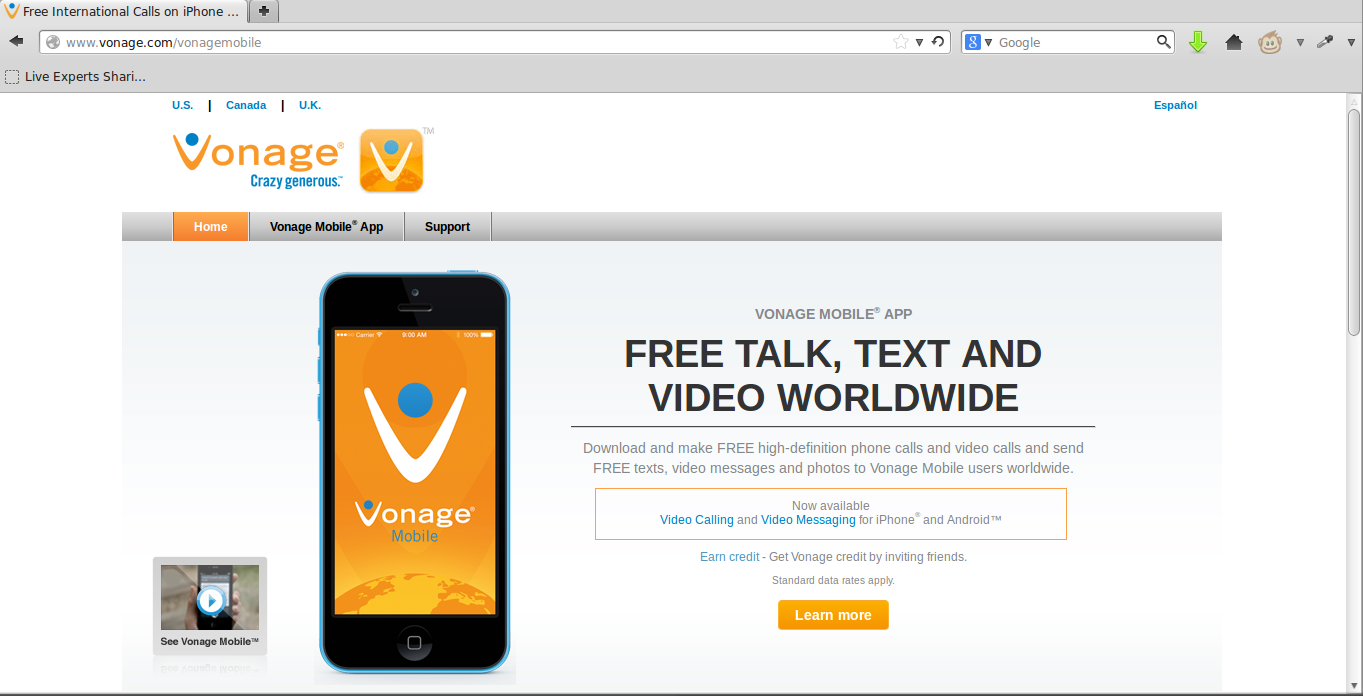 Free International Calls on iPhone ...
www.vonage.com/vonagemobile
Google
Live Experts Shari...
U.S. | Canada | U.K.
Español
Vonage®
TM
Crazy generous.™
Home
Vonage Mobile® App
Support
Carrier 9:00 AM 100%
Vonage®
Mobile
See Vonage Mobile™
VONAGE MOBILE® APP
FREE TALK, TEXT AND
VIDEO WORLDWIDE
Download and make FREE high-definition phone calls and video calls and send
FREE texts, video messages and photos to Vonage Mobile users worldwide.
Now available
Video Calling and Video Messaging for iPhone® and Android™
Earn credit - Get Vonage credit by inviting friends.
Standard data rates apply.
Learn more